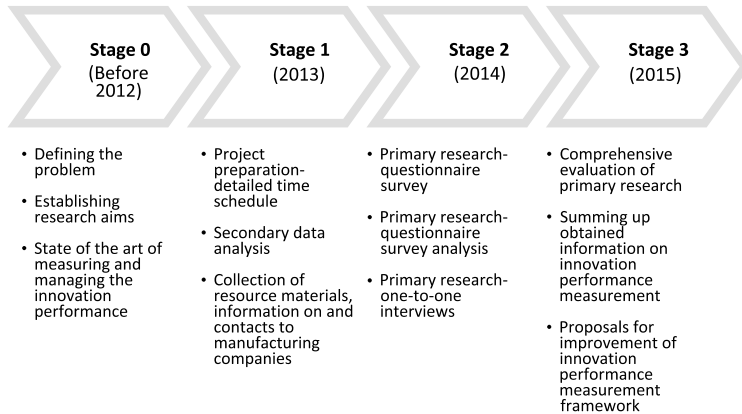 Stage 0
(Before
2012)
Stage 1
(2013)
Stage 2
(2014)
Stage 3
(2015)
• Defining the
problem
• Establishing
research aims
• State of the art of
measuring and
managing the
innovation
performance
• Project
preparation-
detailed time
schedule
• Secondary data
analysis
• Collection of
resource materials,
information on and
contacts to
manufacturing
companies
• Primary research-
questionnaire
survey
• Primary research-
questionnaire
survey analysis
• Primary research-
one-to-one
interviews
• Comprehensive
evaluation of
primary research
• Summing up
obtained
information on
innovation
performance
measurement
• Proposals for
improvement of
innovation
performance
measurement
framework